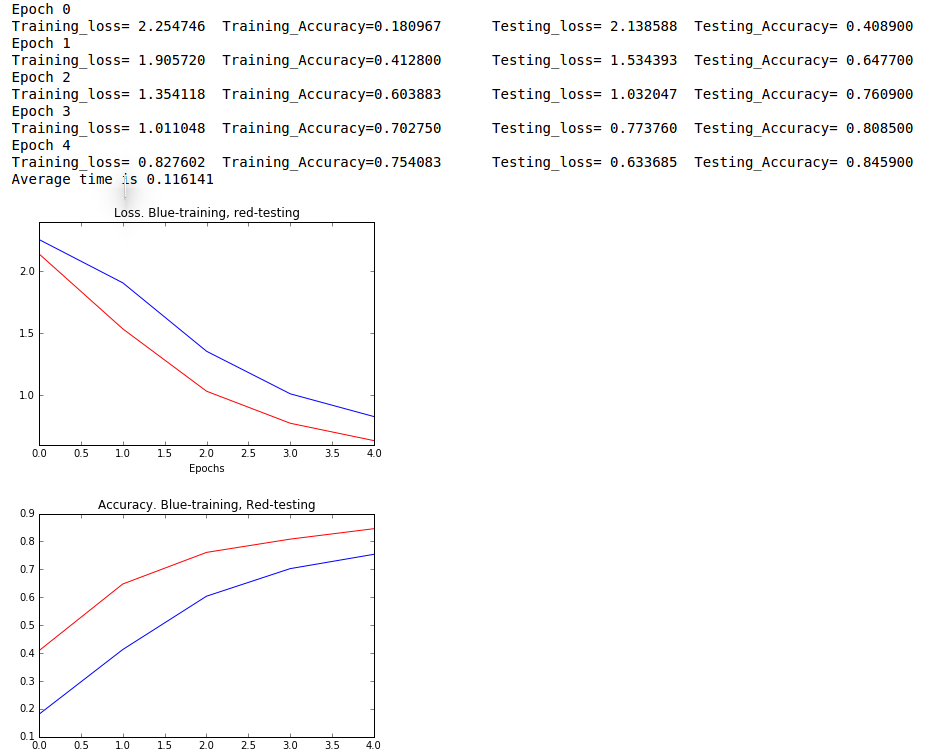 Epoch 0
Training_loss= 2.254746  Training_Accuracy=0.180967      Testing_loss= 2.138588  Testing_Accuracy= 0.408900
Epoch 1
Training_loss= 1.905720  Training_Accuracy=0.412800      Testing_loss= 1.534393  Testing_Accuracy= 0.647700
Epoch 2
Training_loss= 1.354118  Training_Accuracy=0.603883      Testing_loss= 1.032047  Testing_Accuracy= 0.760900
Epoch 3
Training_loss= 1.011048  Training_Accuracy=0.702750      Testing_loss= 0.773760  Testing_Accuracy= 0.808500
Epoch 4
Training_loss= 0.827602  Training_Accuracy=0.754083      Testing_loss= 0.633685  Testing_Accuracy= 0.845900
Average time is 0.116141
Loss. Blue-training, red-testing
2.0
1.5
1.0
0.0 0.5 1.0 1.5 2.0 2.5 3.0 3.5 4.0
Epochs
Accuracy. Blue-training, Red-testing
0.9
0.8
0.7
0.6
0.5
0.4
0.3
0.2
0.1
0.0 0.5 1.0 1.5 2.0 2.5 3.0 3.5 4.0